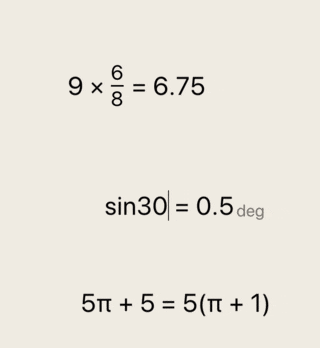 9 × 6/8 = 6.75
sin30 = 0.5 deg
5π + 5 = 5(π + 1)